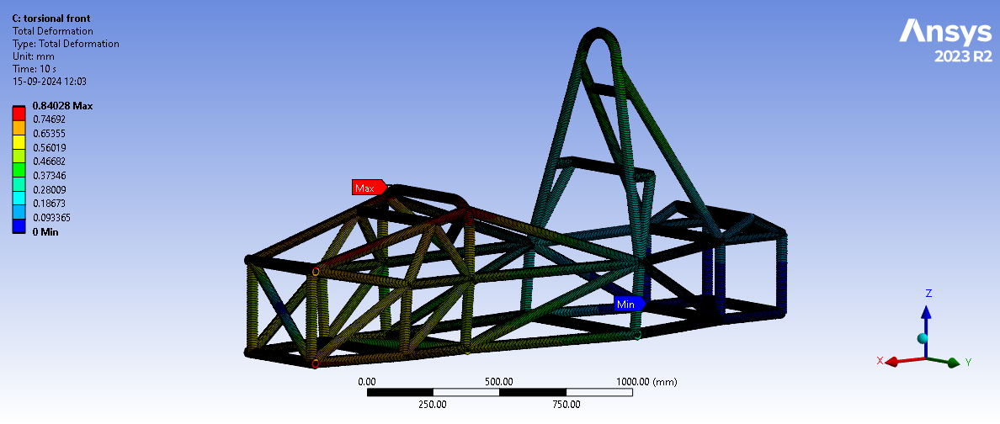 C: torsional front
Total Deformation
Type: Total Deformation
Unit: mm
Time: 10 s
15-09-2024 12:03
0.84028 Max
0.74692
0.65355
0.56019
0.46682
0.37346
0.28009
0.18673
0.093365
0 Min
Ansys
2023 R2
Max
Min
Z
X
Y
0.00
500.00
1000.00 (mm)
250.00
750.00